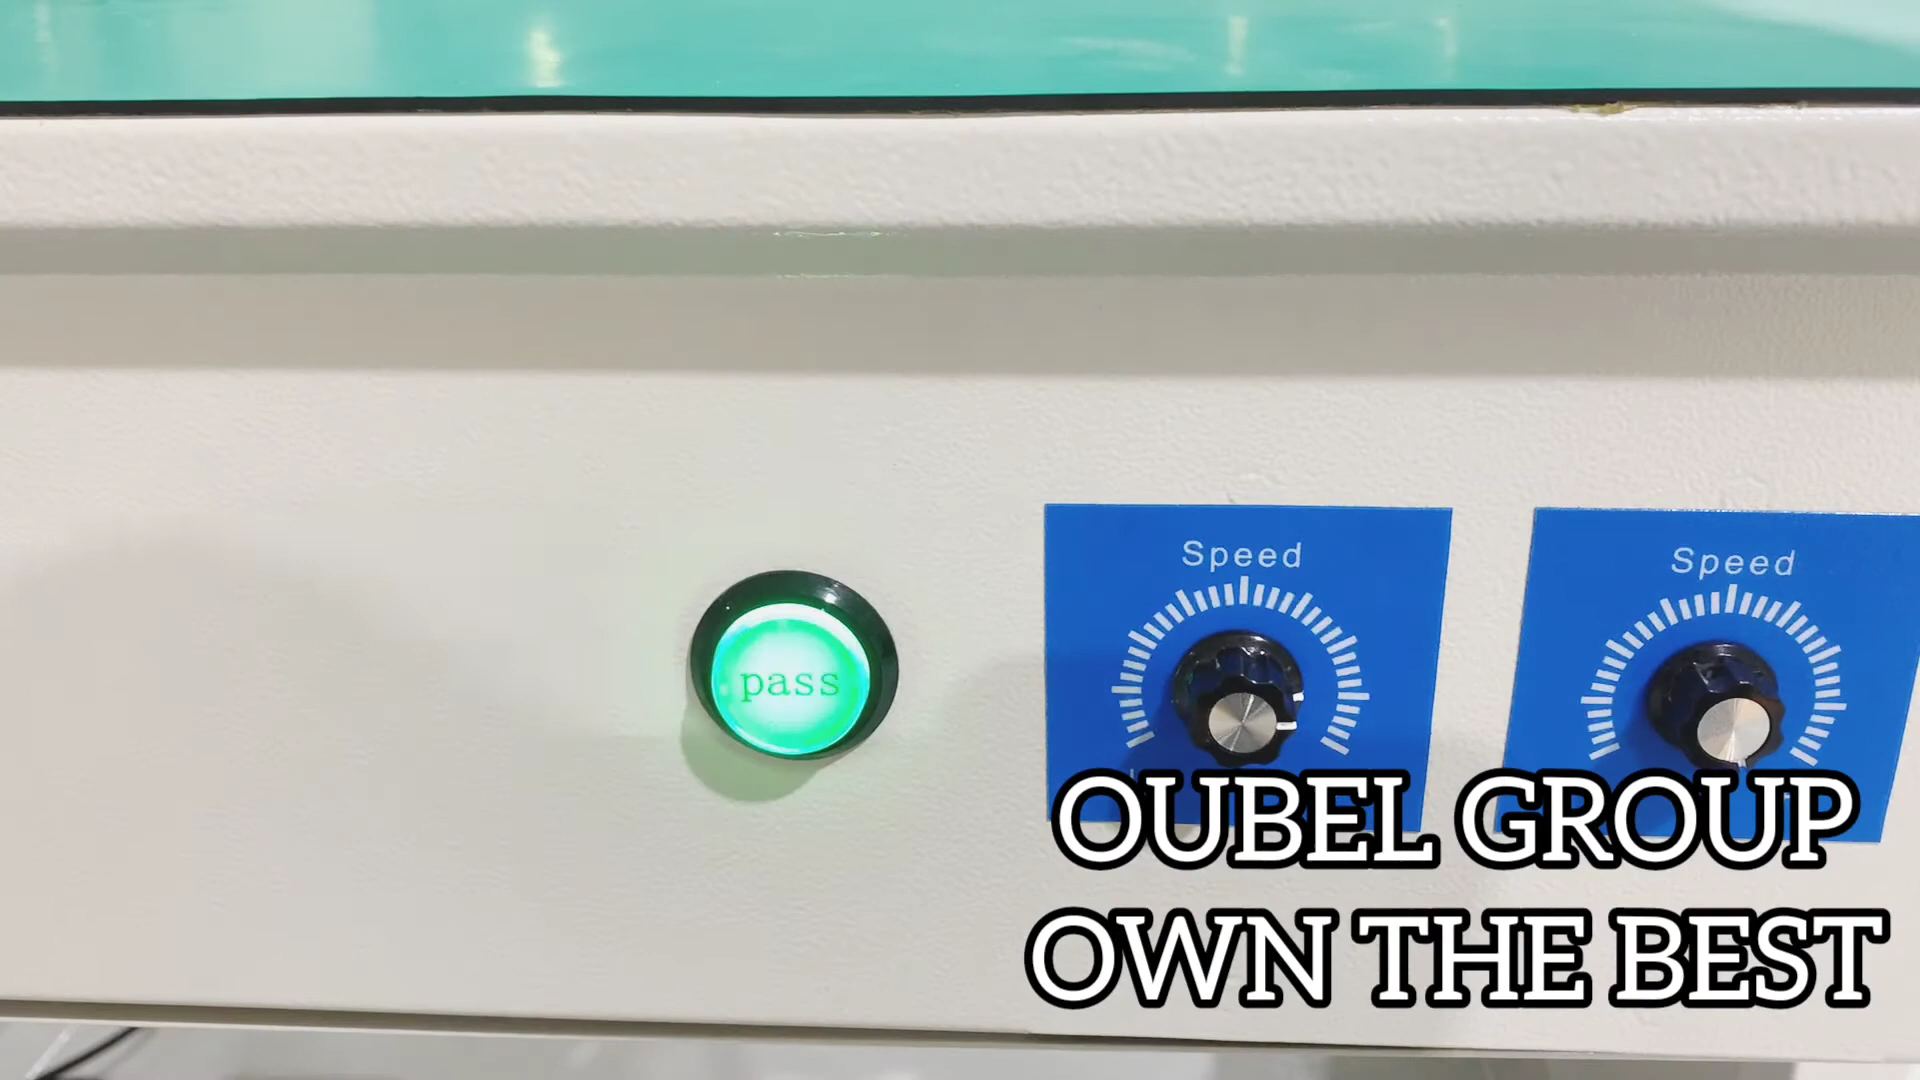 Speed
Speed
pass
OUBEL GROUP
OWN THE BEST